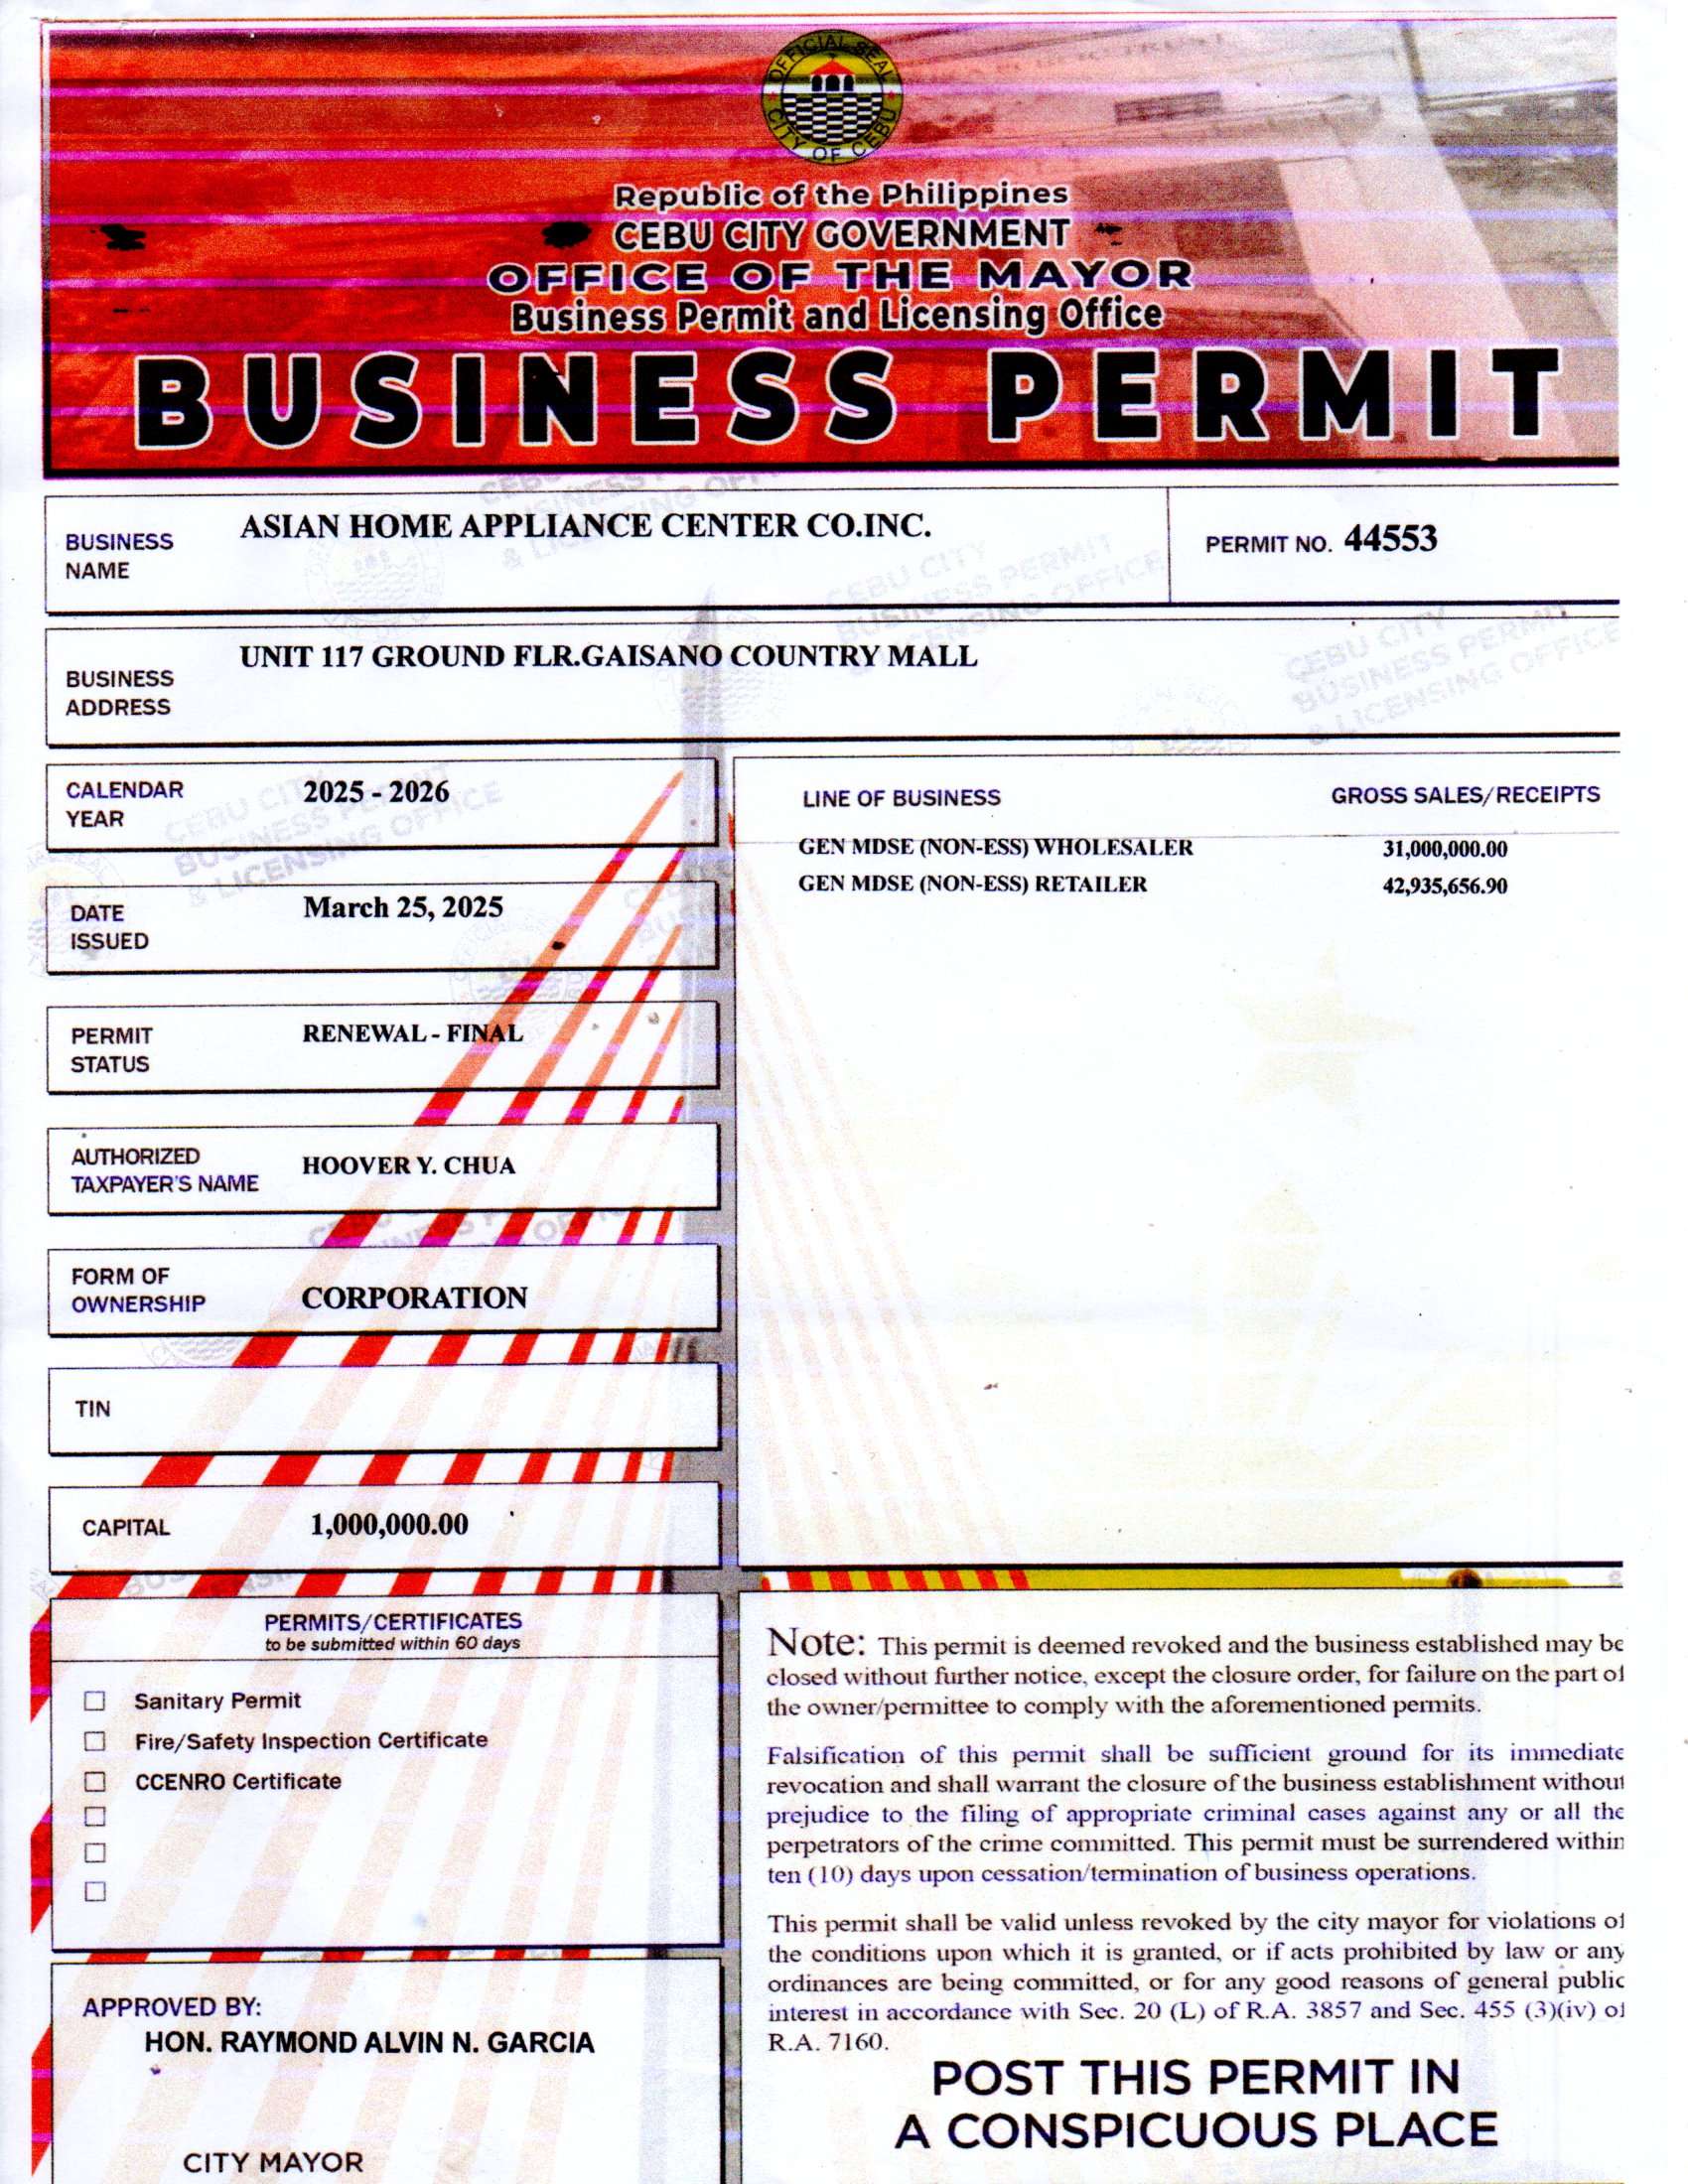 OFFICIAL SEAL
CITY OF CEBU
Republic of the Philippines
CEBU CITY GOVERNMENT
OFFICE OF THE MAYOR
Business Permit and Licensing Office
BUSINESS PERMIT
BUSINESS NAME ASIAN HOME APPLIANCE CENTER CO.INC. PERMIT NO. 44553
BUSINESS ADDRESS UNIT 117 GROUND FLR.GAISANO COUNTRY MALL
CEBU CITY
BUSINESS PERMIT
& LICENSING OFFICE
CALENDAR YEAR 2025 - 2026
DATE ISSUED March 25, 2025
PERMIT STATUS RENEWAL - FINAL
AUTHORIZED TAXPAYER'S NAME HOOVER Y. CHUA
FORM OF OWNERSHIP CORPORATION
TIN
CAPITAL 1,000,000.00
LINE OF BUSINESS GROSS SALES/RECEIPTS
GEN MDSE (NON-ESS) WHOLESALER 31,000,000.00
GEN MDSE (NON-ESS) RETAILER 42,935,656.90
PERMITS/CERTIFICATES
to be submitted within 60 days
Sanitary Permit
Fire/Safety Inspection Certificate
CCENRO Certificate
APPROVED BY:
HON. RAYMOND ALVIN N. GARCIA
CITY MAYOR
Note: This permit is deemed revoked and the business established may be
closed without further notice, except the closure order, for failure on the part of
the owner/permittee to comply with the aforementioned permits.
Falsification of this permit shall be sufficient ground for its immediate
revocation and shall warrant the closure of the business establishment without
prejudice to the filing of appropriate criminal cases against any or all the
perpetrators of the crime committed. This permit must be surrendered within
ten (10) days upon cessation/termination of business operations.
This permit shall be valid unless revoked by the city mayor for violations of
the conditions upon which it is granted, or if acts prohibited by law or any
ordinances are being committed, or for any good reasons of general public
interest in accordance with Sec. 20 (L) of R.A. 3857 and Sec. 455 (3)(iv) of
R.A. 7160.
POST THIS PERMIT IN
A CONSPICUOUS PLACE